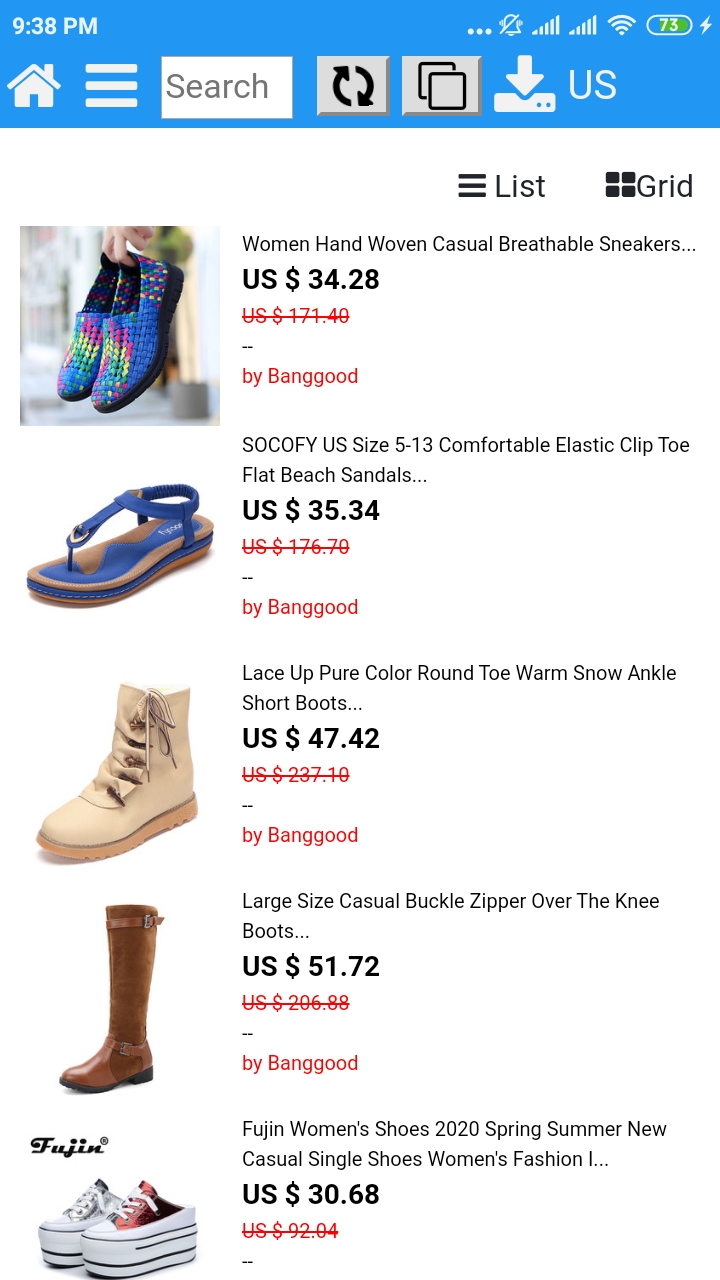 9:38 PM
73
Search
US
List
Grid
Women Hand Woven Casual Breathable Sneakers...
US $ 34.28
US $ 171.40
--
by Banggood
SOCOFY US Size 5-13 Comfortable Elastic Clip Toe
Flat Beach Sandals...
US $ 35.34
US $ 176.70
--
by Banggood
Lace Up Pure Color Round Toe Warm Snow Ankle
Short Boots...
US $ 47.42
US $ 237.10
--
by Banggood
Large Size Casual Buckle Zipper Over The Knee
Boots...
US $ 51.72
US $ 206.88
--
by Banggood
Fujin®
Fujin Women's Shoes 2020 Spring Summer New
Casual Single Shoes Women's Fashion I...
US $ 30.68
US $ 92.04
--